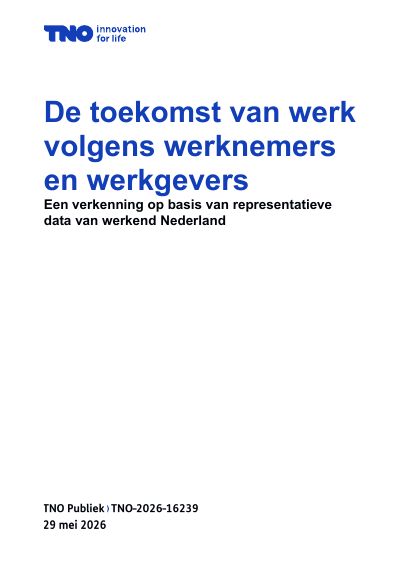 TNO innovation
for life
De toekomst van werk
volgens werknemers
en werkgevers
Een verkenning op basis van representatieve
data van werkend Nederland
TNO Publiek › TNO-2026-16239
29 mei 2026